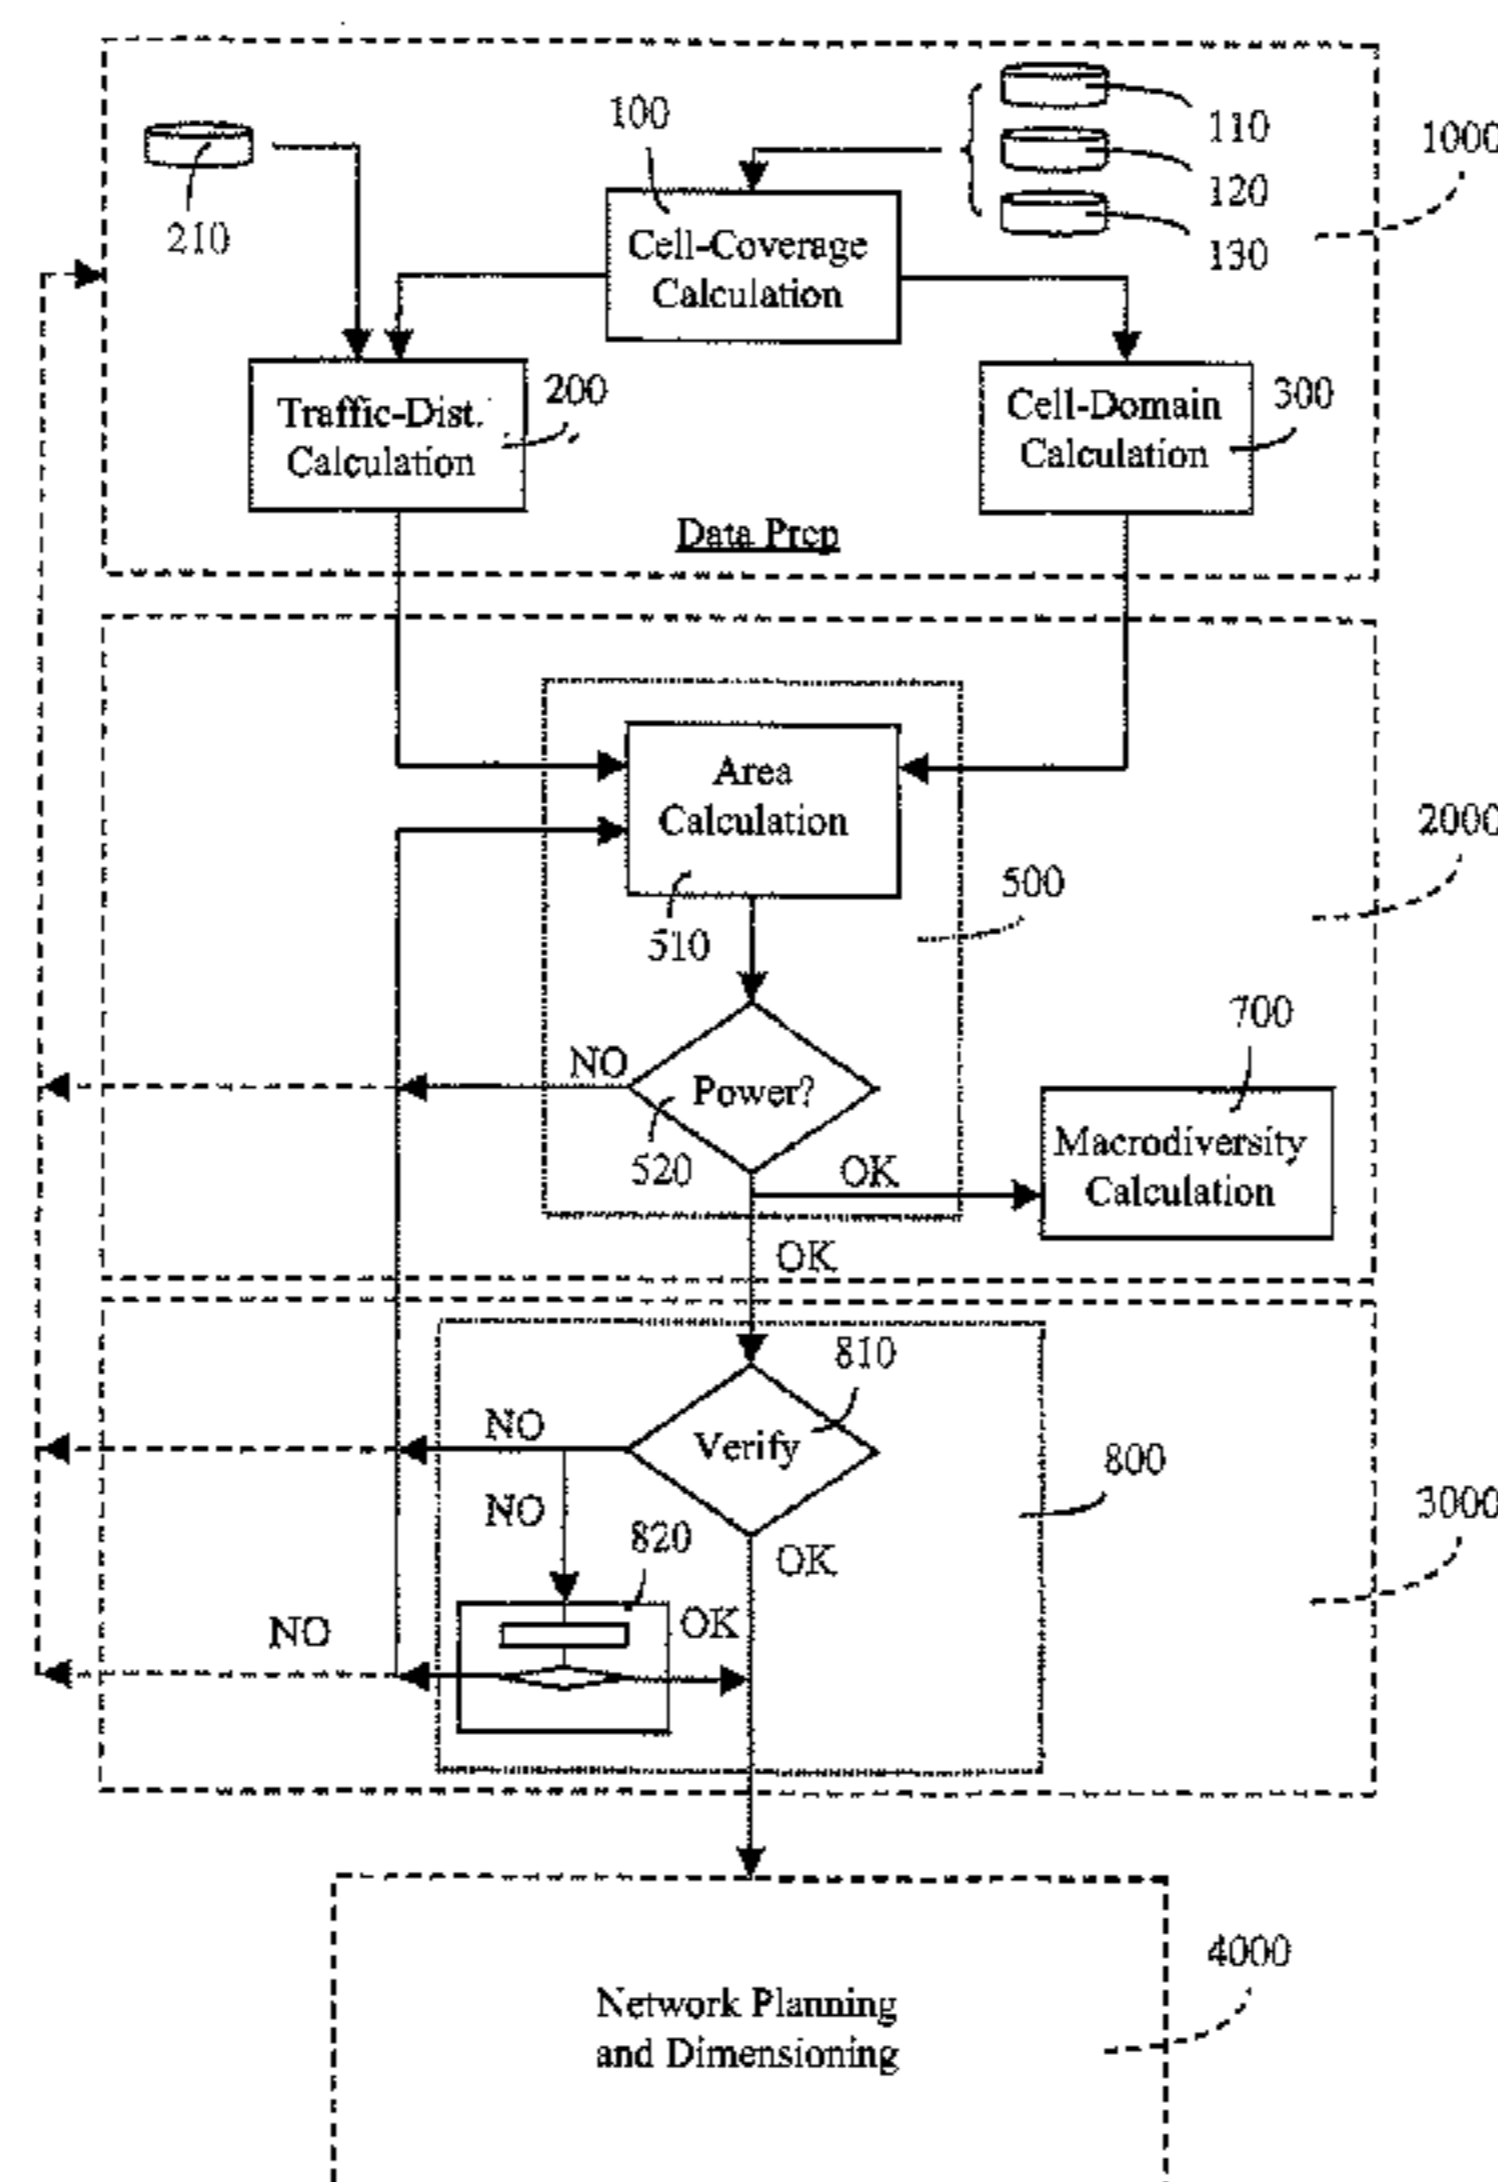 100
110
1000
120
210
130
Cell-Coverage
Calculation
200
300
Traffic-Dist.
Calculation
Cell-Domain
Calculation
Data Prep
Area
Calculation
2000
500
510
700
NO
Power?
520
OK
Macrodiversity
Calculation
OK
810
NO
Verify
800
NO
3000
820
OK
NO
OK
4000
Network Planning
and Dimensioning